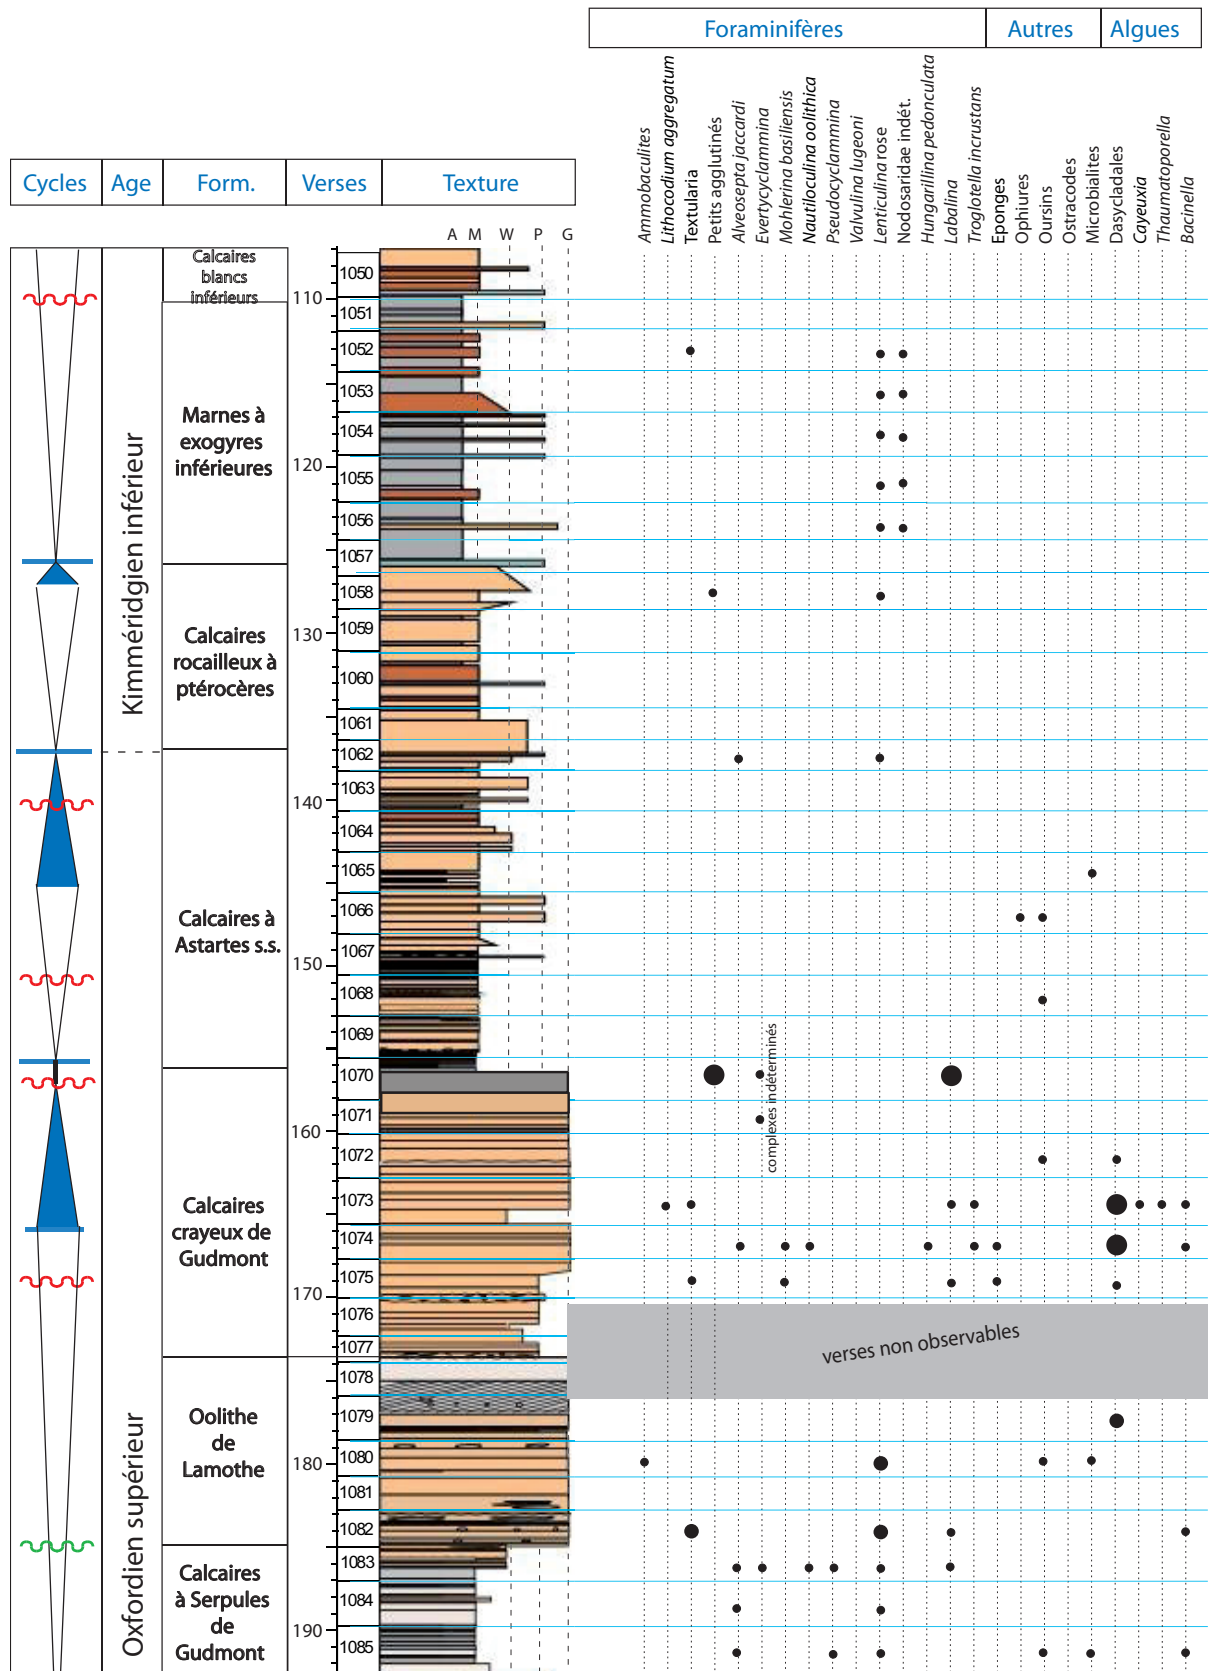 Foraminifères
Autres
Algues
Ammobaculites
Lithocodium aggregatum
Textularia
Petits agglutinés
Alveosepta jaccardi
Evertycyclammina
Mohlerina basiliensis
Nautiloculina oolithica
Pseudocyclammina
Valvulina lugeoni
Lenticulina rose
Nodosaridae indét.
Hungarillina pedonculata
Labalina
Troglotella incrustans
Eponges
Ophiures
Oursins
Ostracodes
Microbialites
Dasycladales
Cayeuxia
Thaumatoporella
Bacinella
Cycles
Age
Form.
Verses
Texture
A M W P G
Kimméridgien inférieur
Oxfordien supérieur
Calcaires
blancs
inférieurs
Marnes à
exogyres
inférieures
Calcaires
rocailleux à
ptérocères
Calcaires à
Astartes s.s.
Calcaires
crayeux de
Gudmont
Oolithe
de
Lamothe
Calcaires
à Serpules
de
Gudmont
110
120
130
140
150
160
170
180
190
1050
1051
1052
1053
1054
1055
1056
1057
1058
1059
1060
1061
1062
1063
1064
1065
1066
1067
1068
1069
1070
1071
1072
1073
1074
1075
1076
1077
1078
1079
1080
1081
1082
1083
1084
1085
complexes indéterminés
verses non observables